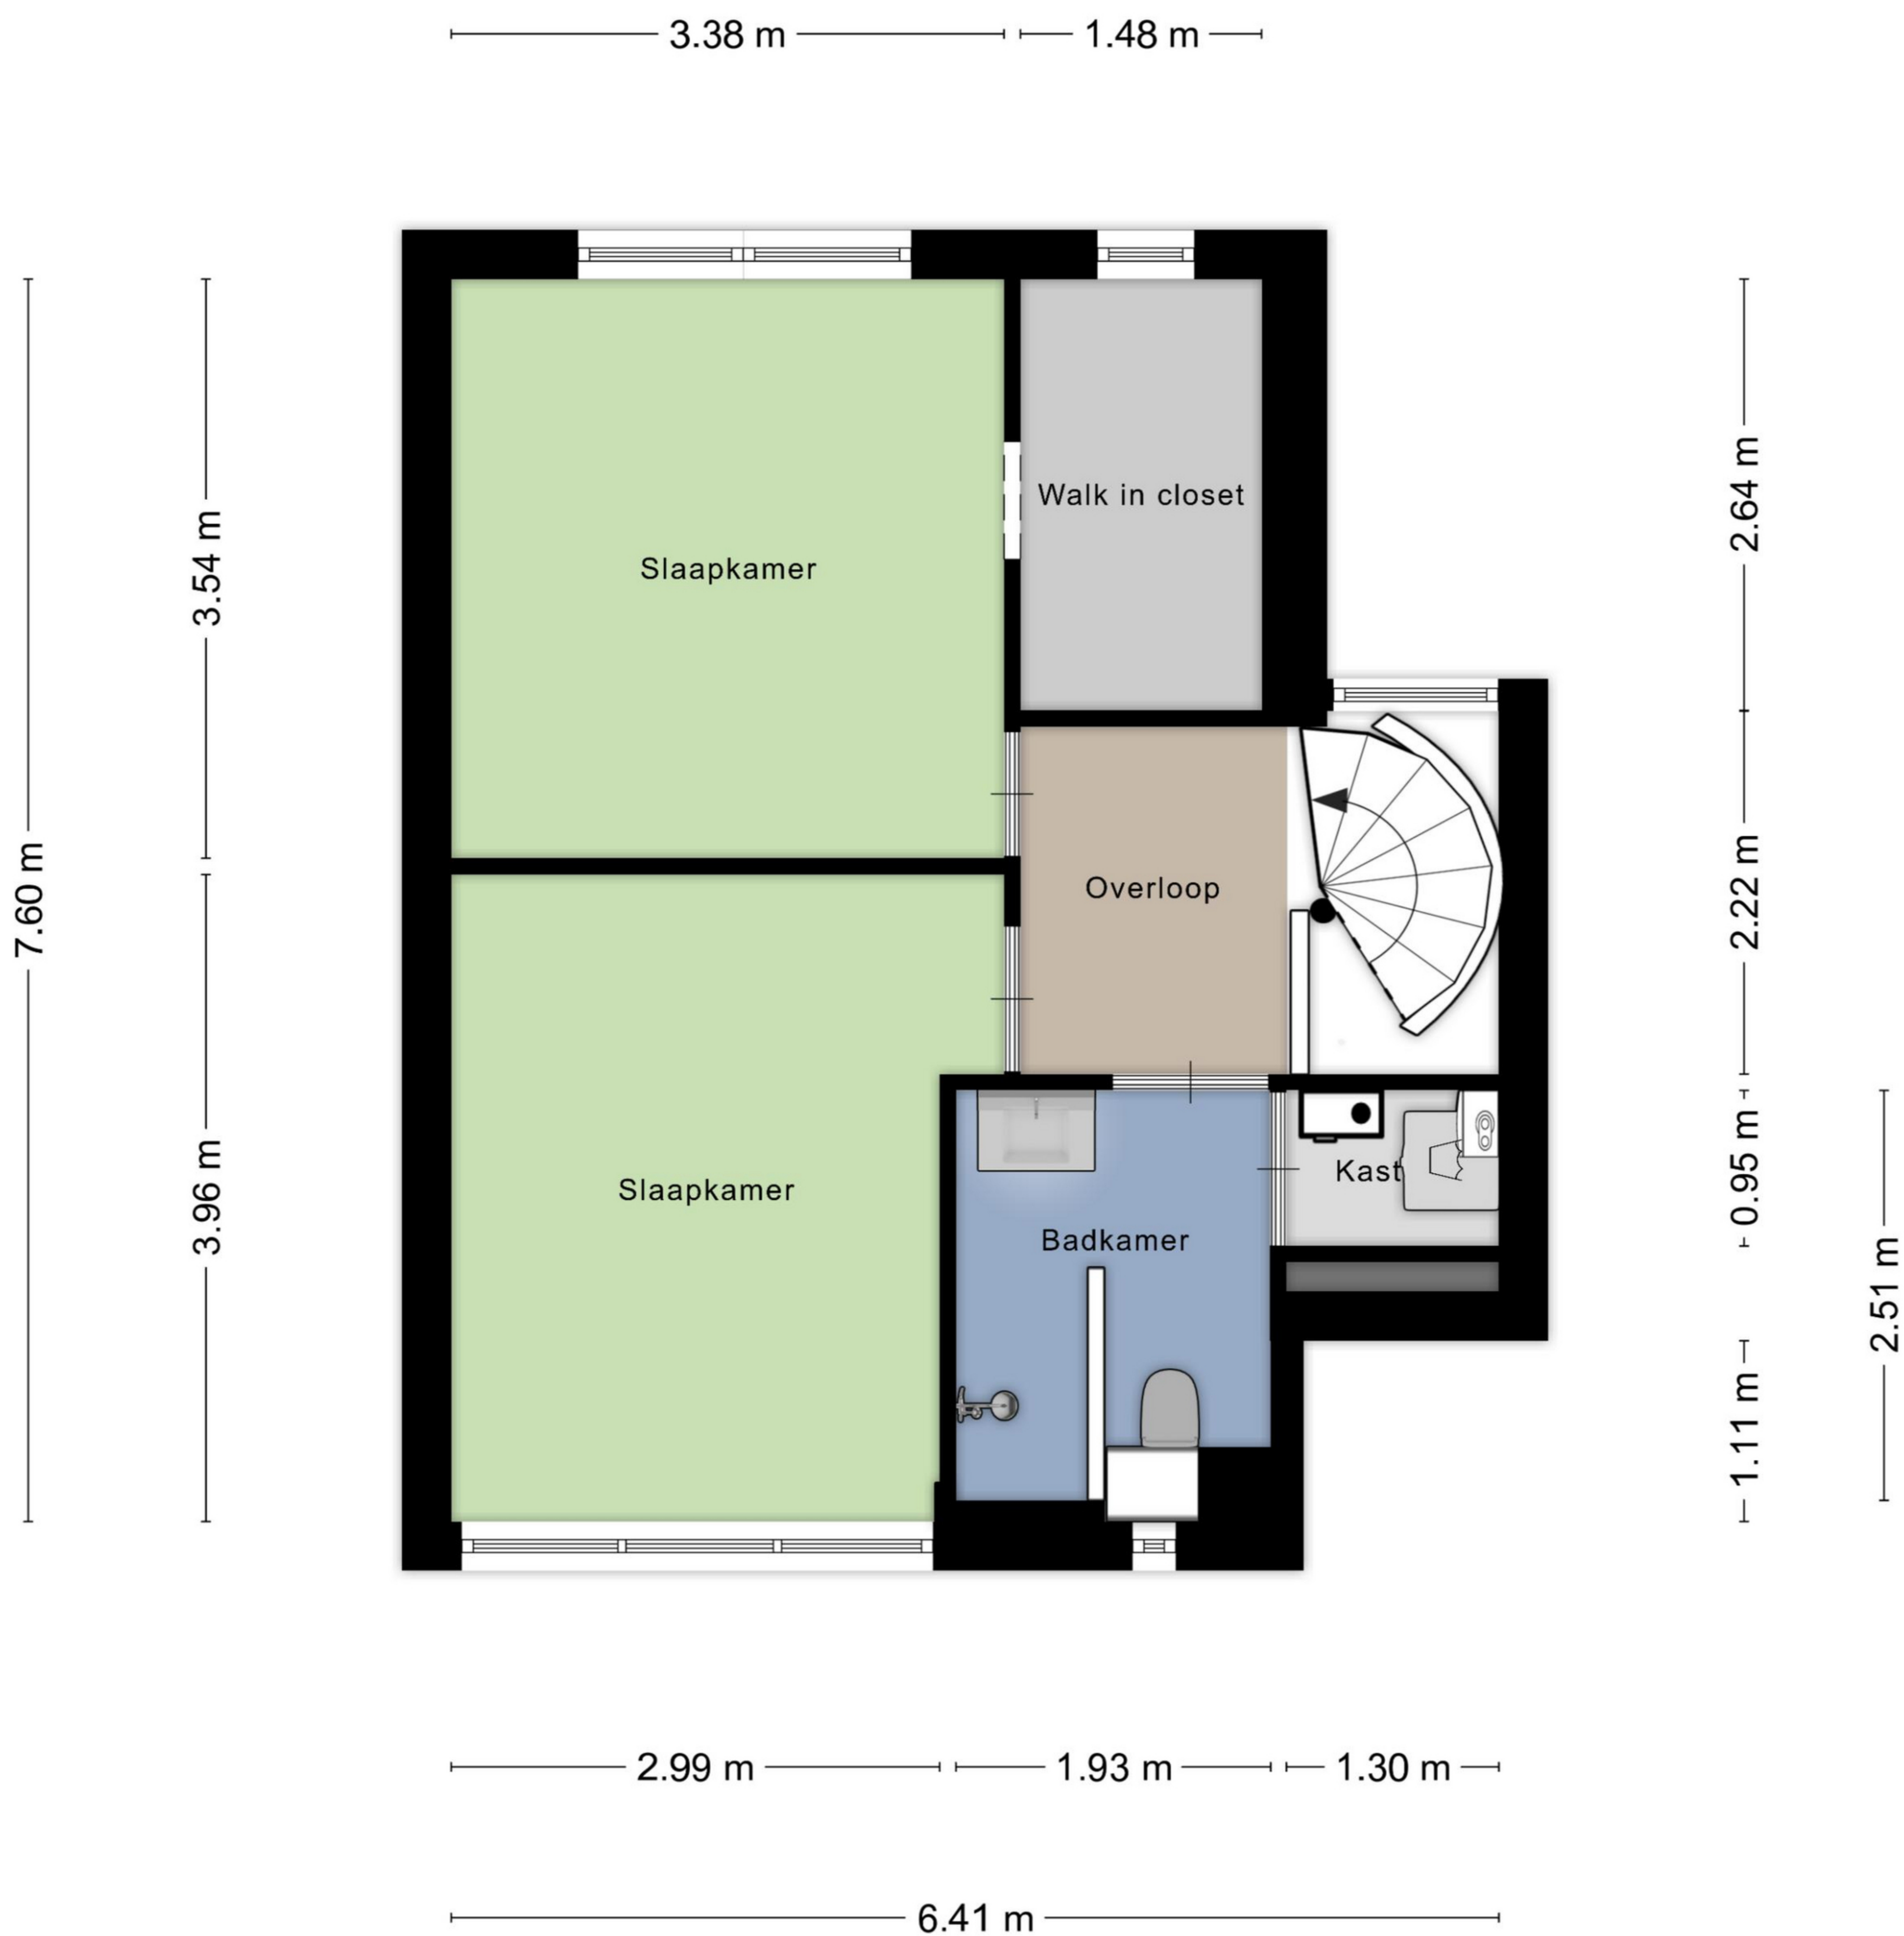 3.38 m
1.48 m
7.60 m
3.54 m
3.96 m
Slaapkamer
Walk in closet
Overloop
Slaapkamer
Kast
Badkamer
2.64 m
2.22 m
0.95 m
1.11 m
2.51 m
2.99 m
1.93 m
1.30 m
6.41 m